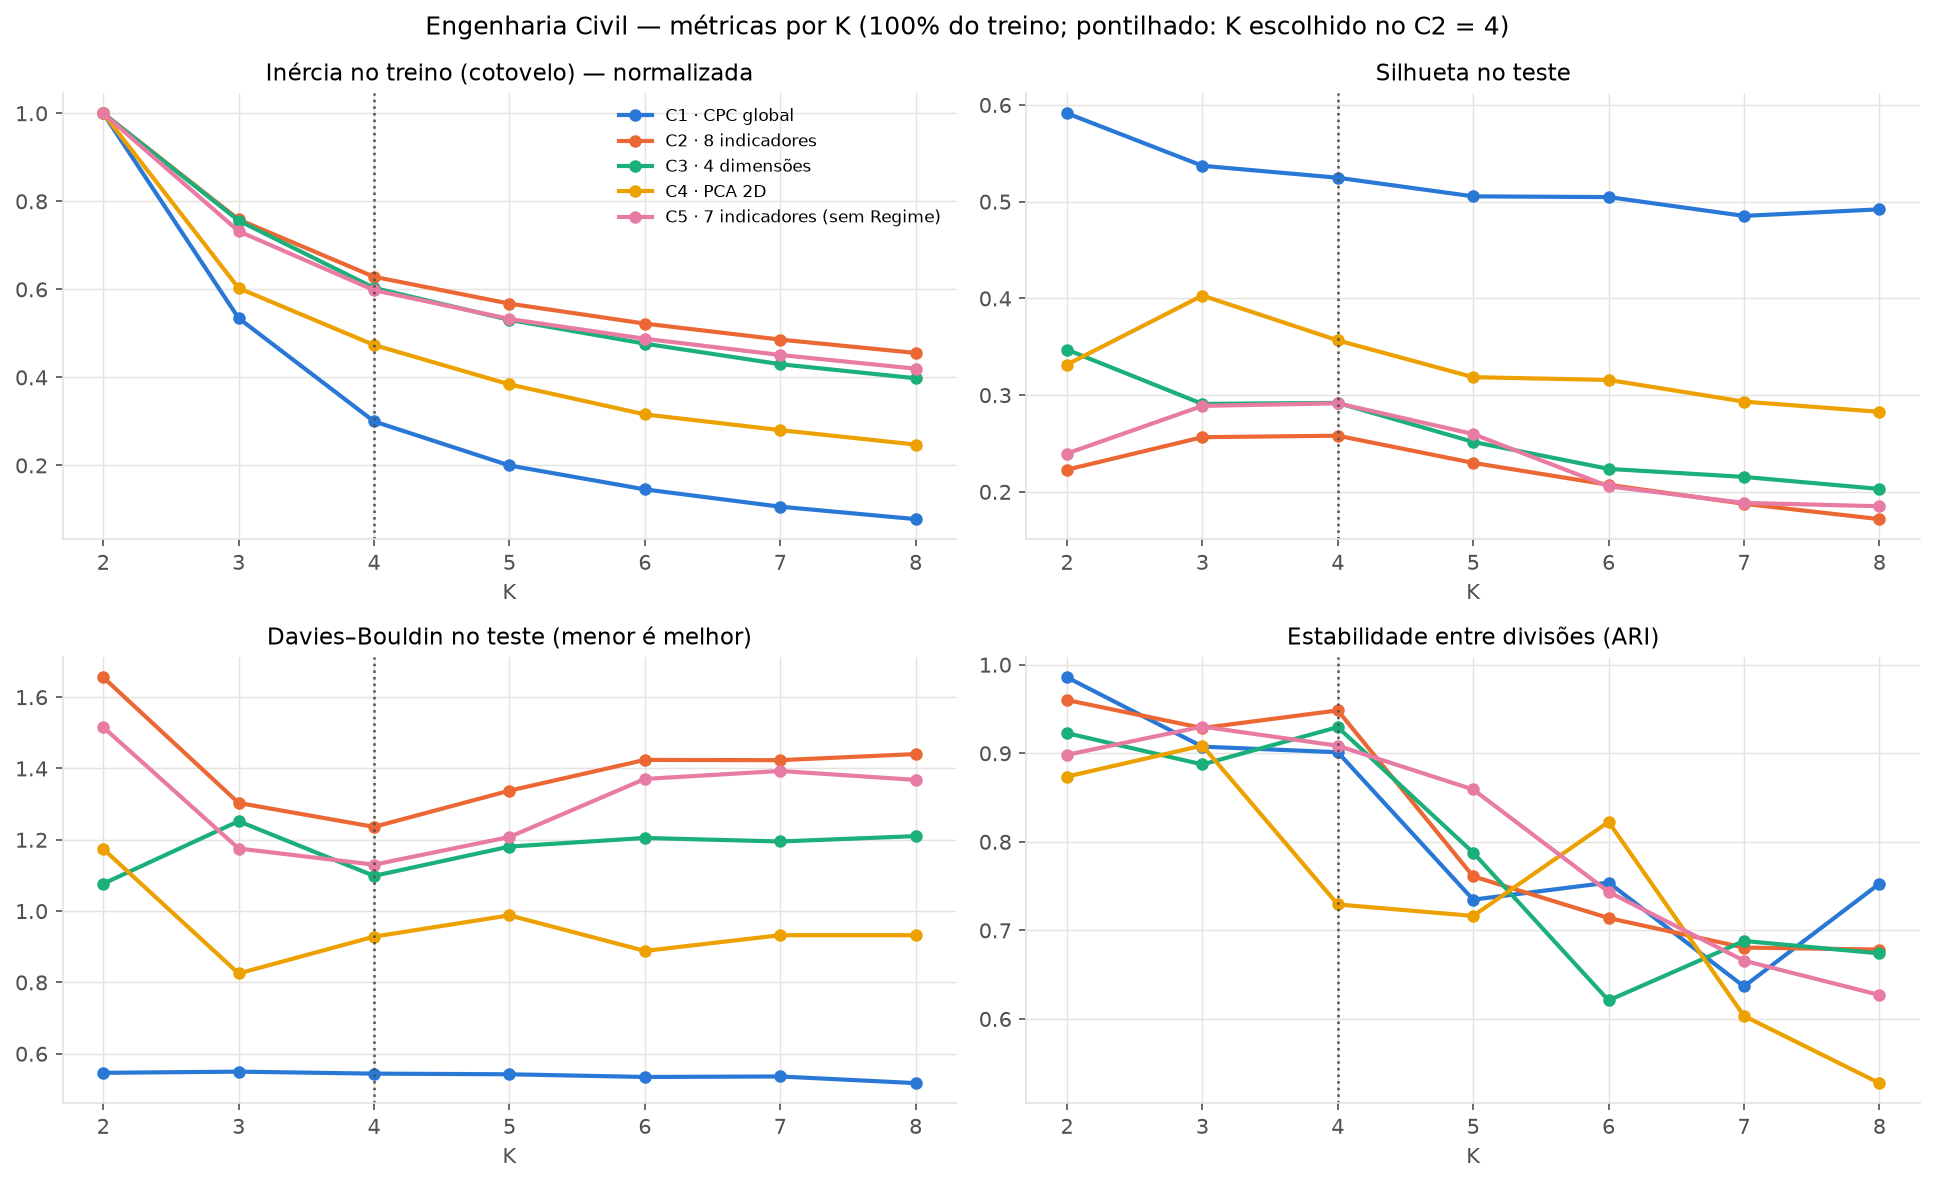 Engenharia Civil — métricas por K (100% do treino; pontilhado: K escolhido no C2 = 4)
Inércia no treino (cotovelo) — normalizada
1.0
0.8
0.6
0.4
0.2
C1 · CPC global
C2 · 8 indicadores
C3 · 4 dimensões
C4 · PCA 2D
C5 · 7 indicadores (sem Regime)
2 3 4 5 6 7 8
K
Silhueta no teste
0.6
0.5
0.4
0.3
0.2
2 3 4 5 6 7 8
K
Davies–Bouldin no teste (menor é melhor)
1.6
1.4
1.2
1.0
0.8
0.6
2 3 4 5 6 7 8
K
Estabilidade entre divisões (ARI)
1.0
0.9
0.8
0.7
0.6
2 3 4 5 6 7 8
K